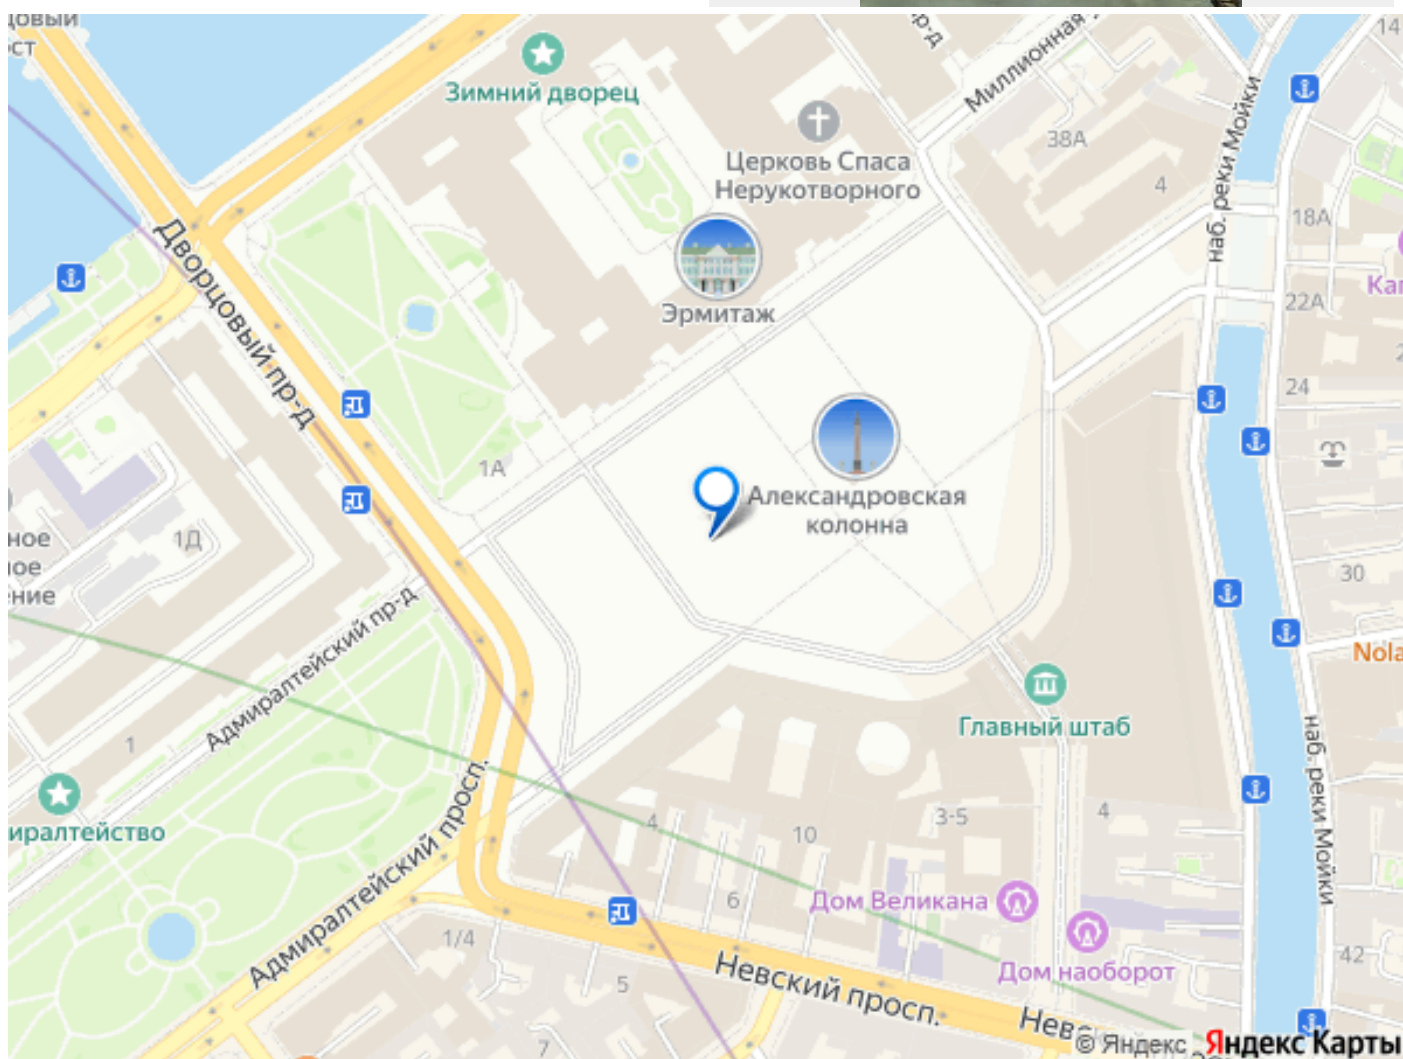 Зимний дворец
Миллионная
14
38А
Церковь Спаса
Нерукотворного
4
наб. реки Мойки
18А
Дворцовый пр-д
Эрмитаж
22А
24
1А
Александровская
колонна
1Д
30
Адмиралтейский пр-д
Главный штаб
1
наб. реки Мойки
Адмиралтейский просп.
4
10
3-5
4
6
Дом Великана
1/4
Дом наоборот
42
5
Невский просп.
7
© Яндекс Яндекс Карты